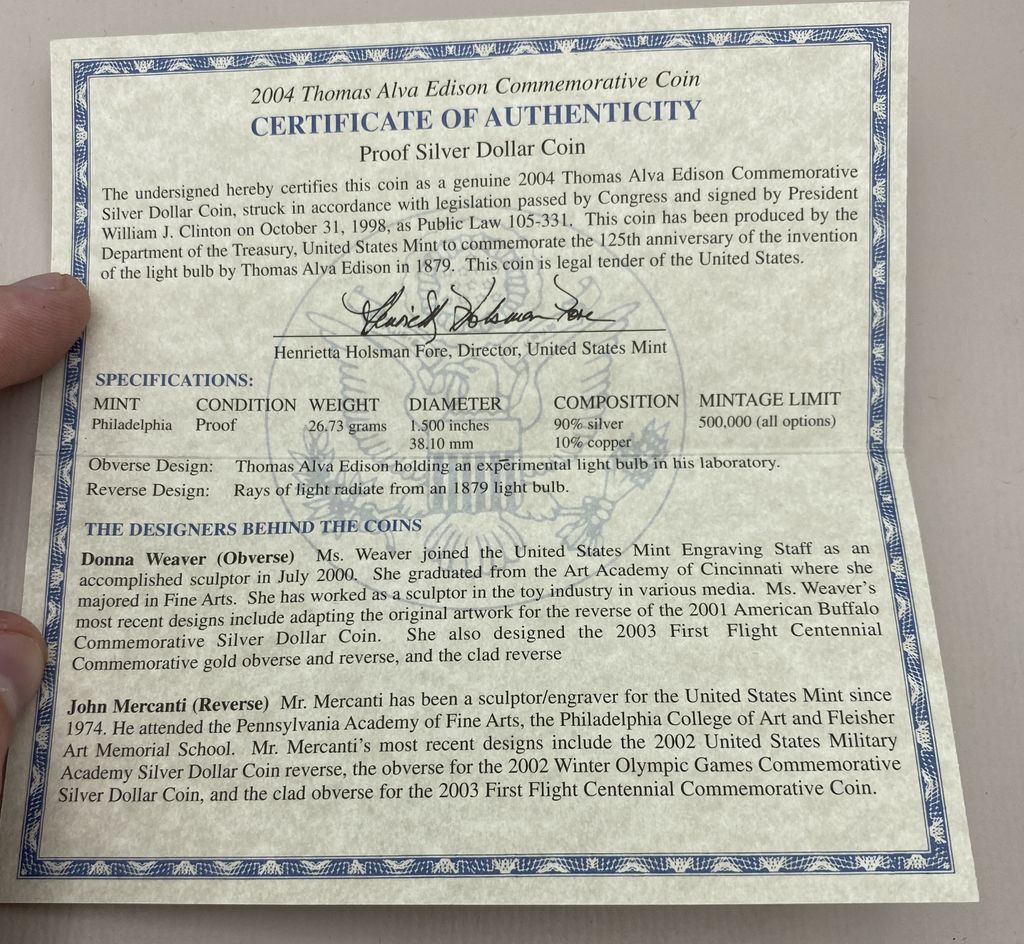 2004 Thomas Alva Edison Commemorative Coin
CERTIFICATE OF AUTHENTICITY
Proof Silver Dollar Coin
The undersigned hereby certifies this coin as a genuine 2004 Thomas Alva Edison Commemorative
Silver Dollar Coin, struck in accordance with legislation passed by Congress and signed by President
William J. Clinton on October 31, 1998, as Public Law 105-331. This coin has been produced by the
Department of the Treasury, United States Mint to commemorate the 125th anniversary of the invention
of the light bulb by Thomas Alva Edison in 1879. This coin is legal tender of the United States.
Henrietta Holsman Fore
Henrietta Holsman Fore, Director, United States Mint
SPECIFICATIONS:
MINT CONDITION WEIGHT DIAMETER COMPOSITION MINTAGE LIMIT
Philadelphia Proof 26.73 grams 1.500 inches 90% silver 500,000 (all options)
38.10 mm 10% copper
Obverse Design: Thomas Alva Edison holding an experimental light bulb in his laboratory.
Reverse Design: Rays of light radiate from an 1879 light bulb.
THE DESIGNERS BEHIND THE COINS
Donna Weaver (Obverse) Ms. Weaver joined the United States Mint Engraving Staff as an
accomplished sculptor in July 2000. She graduated from the Art Academy of Cincinnati where she
majored in Fine Arts. She has worked as a sculptor in the toy industry in various media. Ms. Weaver's
most recent designs include adapting the original artwork for the reverse of the 2001 American Buffalo
Commemorative Silver Dollar Coin. She also designed the 2003 First Flight Centennial
Commemorative gold obverse and reverse, and the clad reverse
John Mercanti (Reverse) Mr. Mercanti has been a sculptor/engraver for the United States Mint since
1974. He attended the Pennsylvania Academy of Fine Arts, the Philadelphia College of Art and Fleisher
Art Memorial School. Mr. Mercanti's most recent designs include the 2002 United States Military
Academy Silver Dollar Coin reverse, the obverse for the 2002 Winter Olympic Games Commemorative
Silver Dollar Coin, and the clad obverse for the 2003 First Flight Centennial Commemorative Coin.